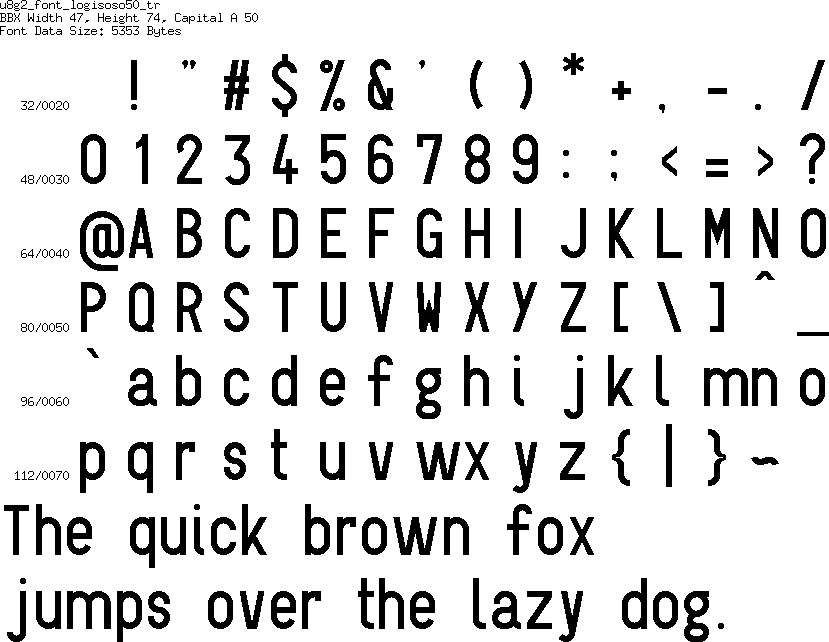 u8g2_font_logisoso50_tr
BBX Width 47, Height 74, Capital A 50
Font Data Size: 5353 Bytes
32/0020 ! " # $ % & ' ( ) * + , - . /
48/0030 0 1 2 3 4 5 6 7 8 9 : ; < = > ?
64/0040 @ A B C D E F G H I J K L M N O
80/0050 P Q R S T U V W X Y Z [ \ ] ^ _
96/0060 ` a b c d e f g h i j k l m n o
112/0070 p q r s t u v w x y z { | } ~
The quick brown fox
jumps over the lazy dog.